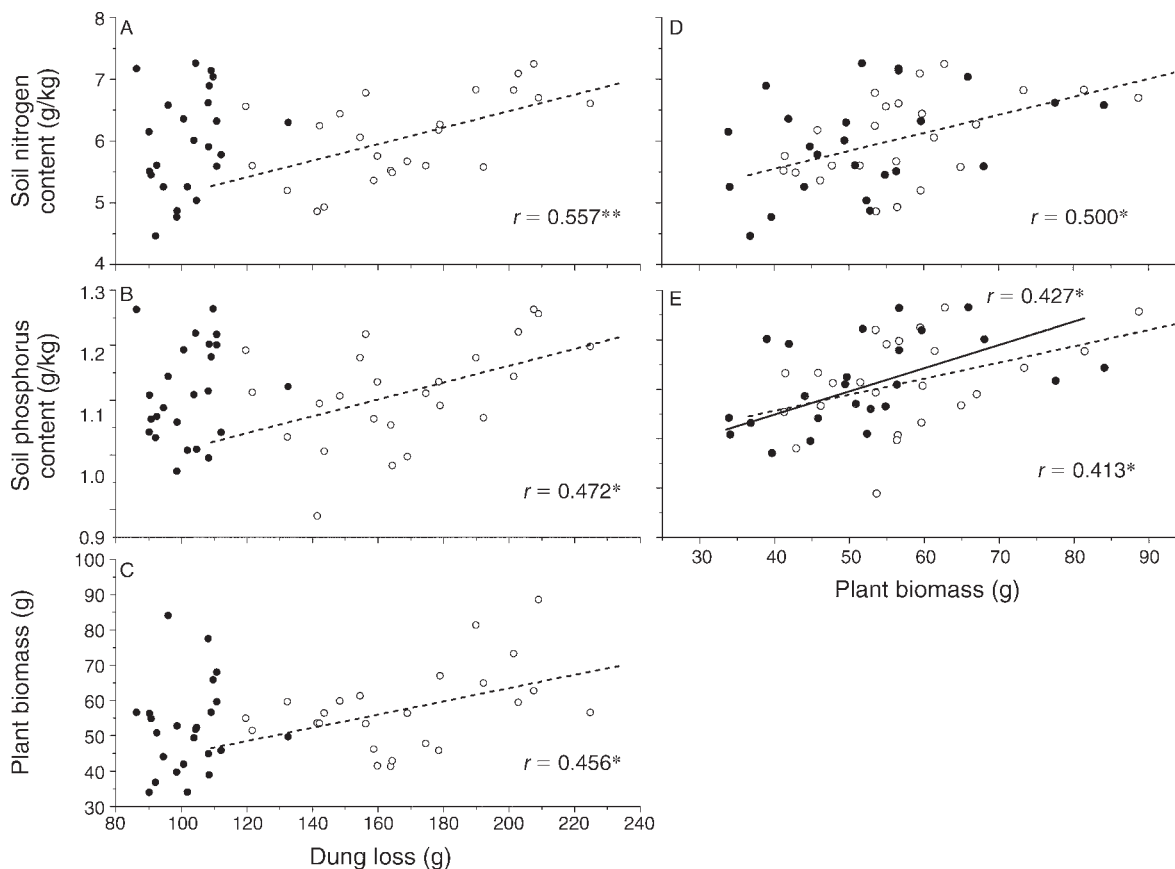 A
Soil nitrogen
content (g/kg)
8
7
6
5
4
r = 0.557**
D
r = 0.500*
B
Soil phosphorus
content (g/kg)
1.3
1.2
1.1
1.0
0.9
r = 0.472*
E
r = 0.427*
r = 0.413*
30 40 50 60 70 80 90
Plant biomass (g)
C
Plant biomass (g)
100
90
80
70
60
50
40
30
r = 0.456*
80 100 120 140 160 180 200 220 240
Dung loss (g)